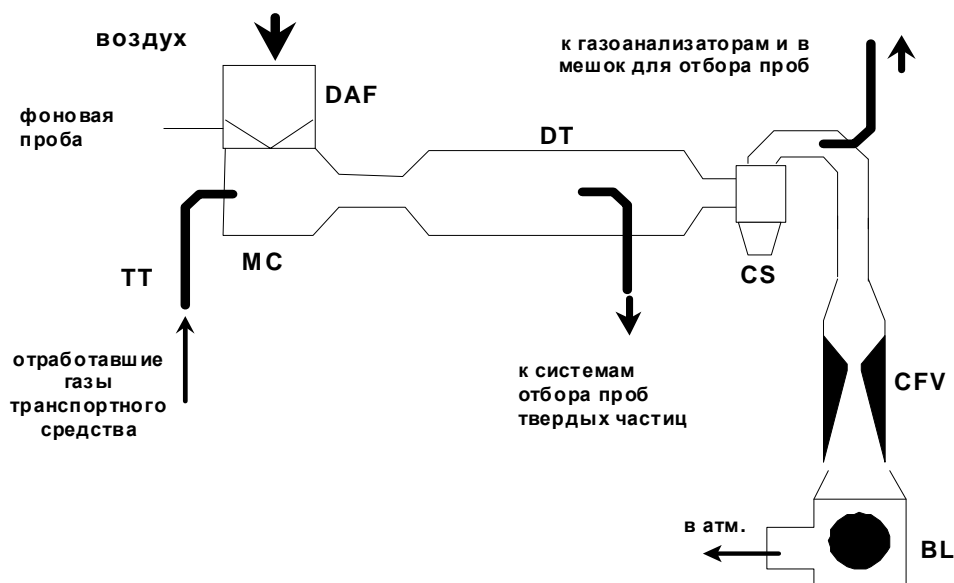 воздух
DAF
фоновая
проба
DT
к газоанализаторам и в
мешок для отбора проб
MC
CS
TT
отработавшие
газы
транспортного
средства
к системам
отбора проб
твердых частиц
CFV
в атм.
BL